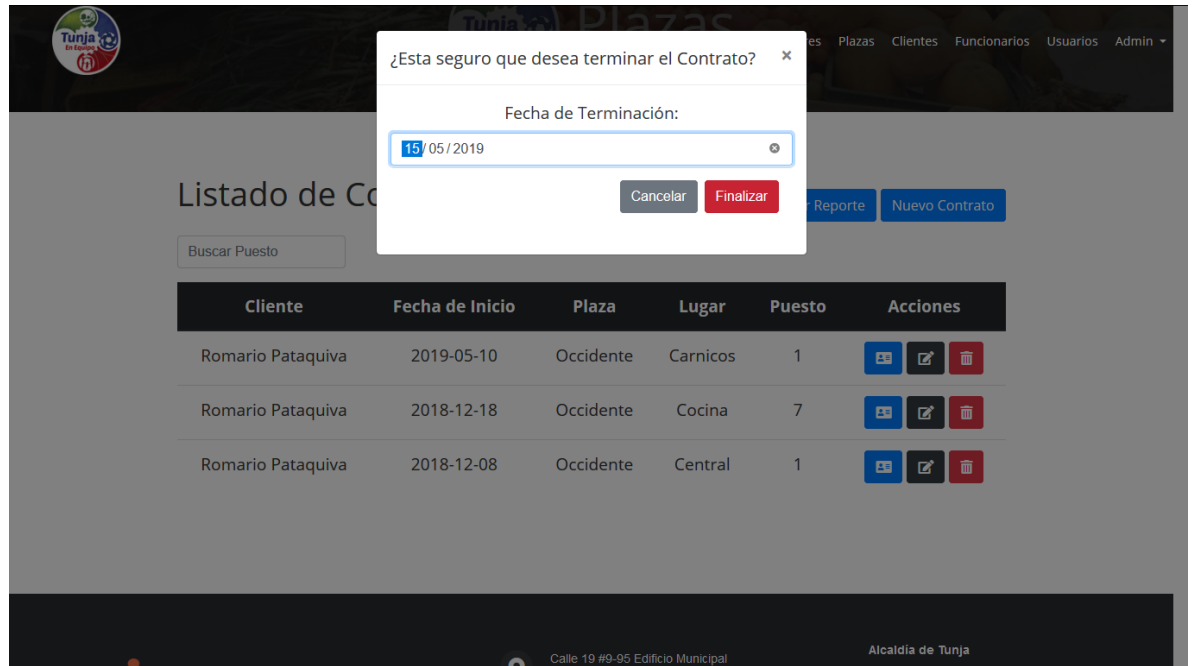 Tunja
En Equipo
Tunja Plazas
es Plazas Clientes Funcionarios Usuarios Admin
¿Esta seguro que desea terminar el Contrato? ×
Fecha de Terminación:
15/05/2019
Cancelar Finalizar
Listado de Co
Reporte Nuevo Contrato
Buscar Puesto
Cliente Fecha de Inicio Plaza Lugar Puesto Acciones
Romario Pataquiva 2019-05-10 Occidente Carnicos 1
Romario Pataquiva 2018-12-18 Occidente Cocina 7
Romario Pataquiva 2018-12-08 Occidente Central 1
Alcaldía de Tunja
Calle 19 #9-95 Edificio Municipal